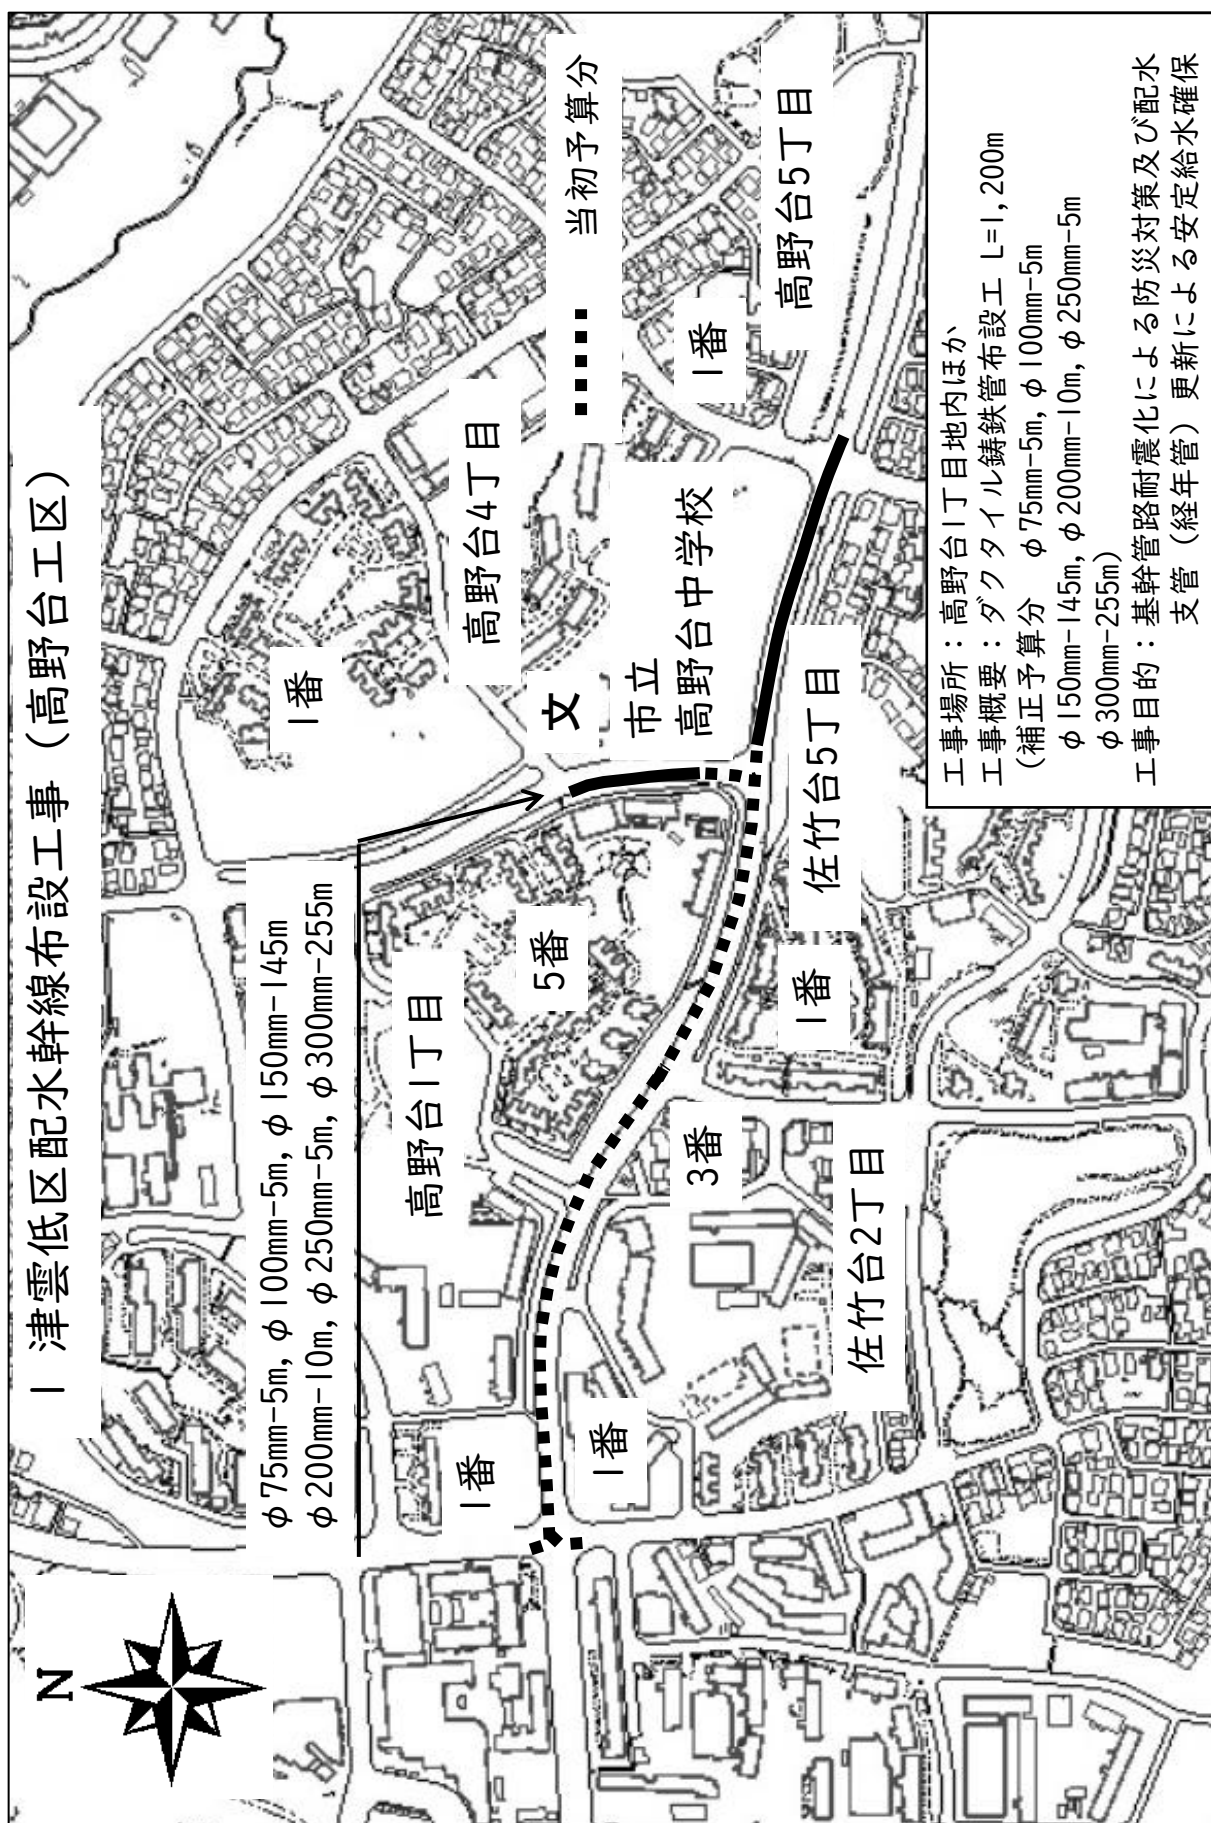 1 津雲低区配水幹線布設工事（高野台工区）
N
φ75mm-5m, φ100mm-5m, φ150mm-145m
φ200mm-10m, φ250mm-5m, φ300mm-255m
1番
高野台4丁目
当初予算分
高野台1丁目
5番
文
市立
高野台中学校
1番
高野台5丁目
1番
1番
3番
1番
佐竹台5丁目
佐竹台2丁目
工事場所：高野台1丁目地内ほか
工事概要：ダクタイル鋳鉄管布設工 L=1,200m
(補正予算分 φ75mm-5m, φ100mm-5m
φ150mm-145m, φ200mm-10m, φ250mm-5m
φ300mm-255m)
工事目的：基幹管路耐震化による防災対策及び配水
支管（経年管）更新による安定給水確保